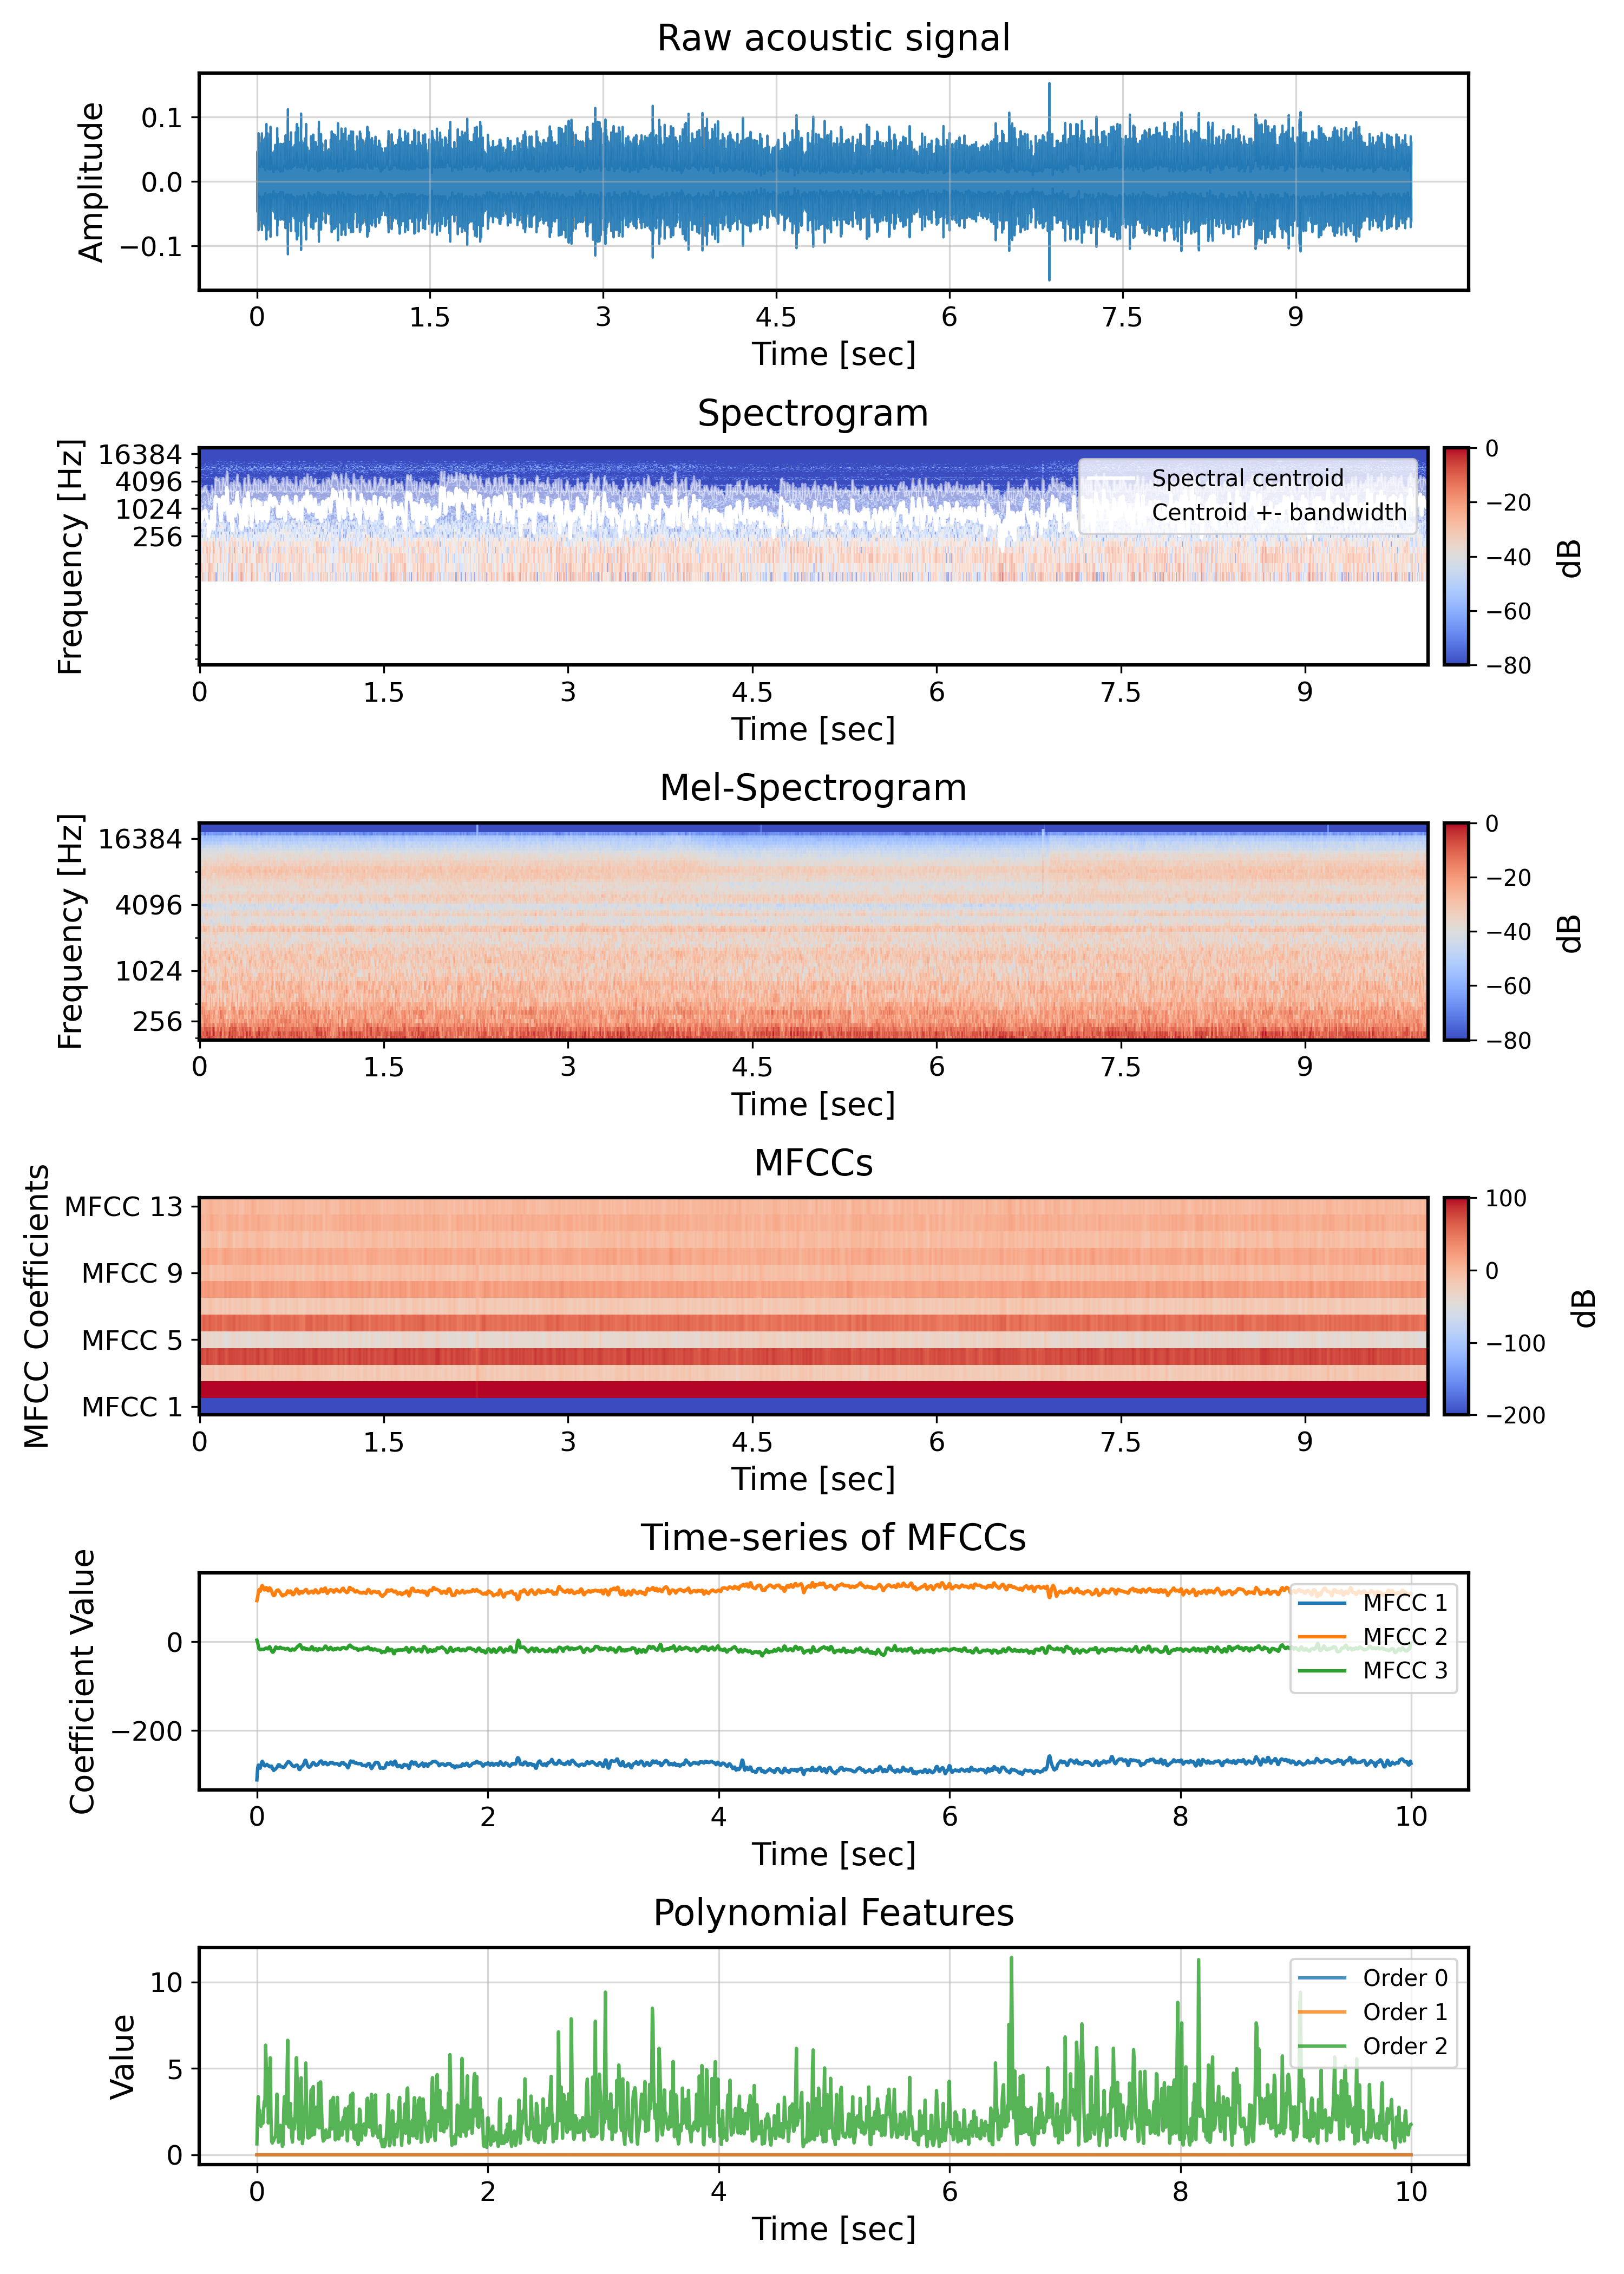 Raw acoustic signal
Amplitude
0.1
0.0
−0.1
0 1.5 3 4.5 6 7.5 9
Time [sec]
Spectrogram
Frequency [Hz]
16384
4096
1024
256
Spectral centroid
Centroid +- bandwidth
0 1.5 3 4.5 6 7.5 9
Time [sec]
0
−20
−40
−60
−80
dB
Mel-Spectrogram
Frequency [Hz]
16384
4096
1024
256
0 1.5 3 4.5 6 7.5 9
Time [sec]
0
−20
−40
−60
−80
dB
MFCCs
MFCC Coefficients
MFCC 13
MFCC 9
MFCC 5
MFCC 1
0 1.5 3 4.5 6 7.5 9
Time [sec]
100
0
−100
−200
dB
Time-series of MFCCs
Coefficient Value
0
−200
MFCC 1
MFCC 2
MFCC 3
0 2 4 6 8 10
Time [sec]
Polynomial Features
Value
10
5
0
Order 0
Order 1
Order 2
0 2 4 6 8 10
Time [sec]